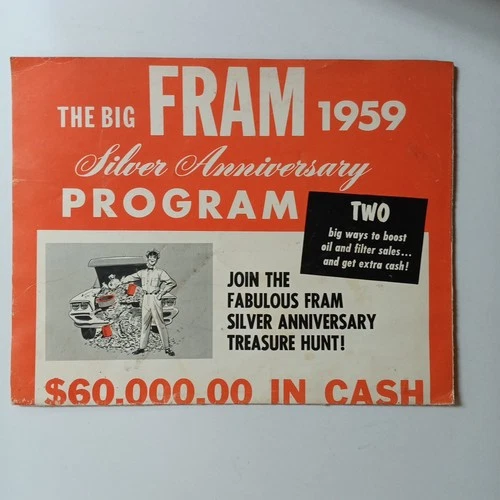 THE BIG FRAM 1959
Silver Anniversary
PROGRAM
TWO
big ways to boost
oil and filter sales...
and get extra cash!
JOIN THE
FABULOUS FRAM
SILVER ANNIVERSARY
TREASURE HUNT!
$60,000.00 IN CASH